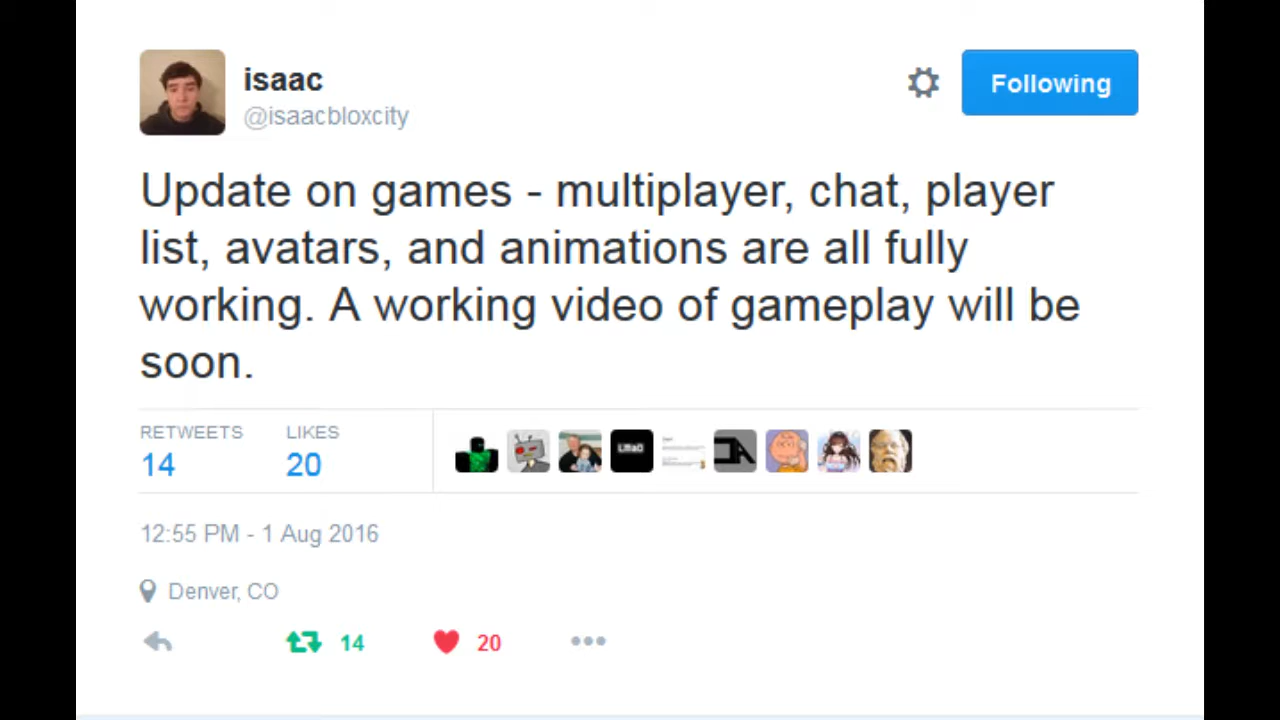 isaac
@isaacbloxcity
Following
Update on games - multiplayer, chat, player
list, avatars, and animations are all fully
working. A working video of gameplay will be
soon.
RETWEETS LIKES
14 20
LMaO
12:55 PM - 1 Aug 2016
Denver, CO
14 20